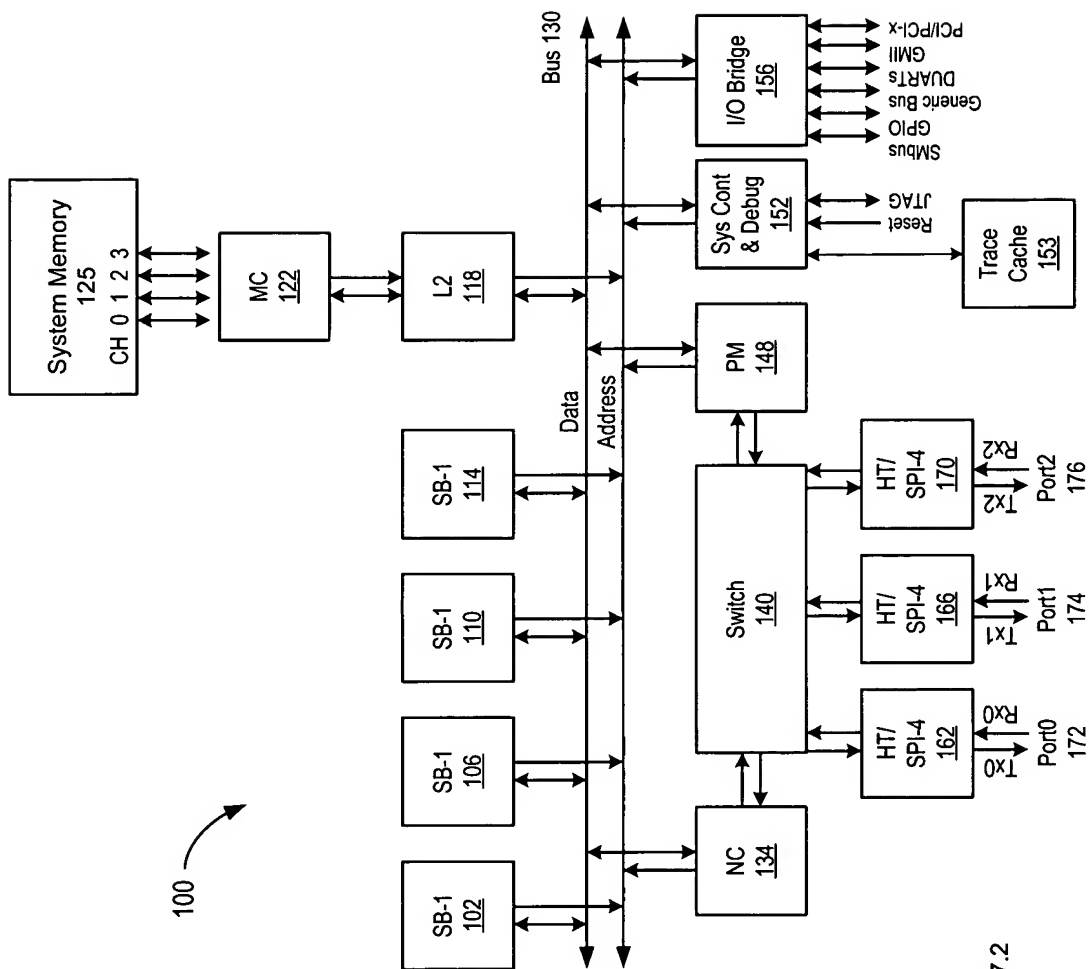 100
System Memory
125
CH 0 1 2 3
MC
122
L2
118
SB-1
102
SB-1
106
SB-1
110
SB-1
114
Data
Address
Bus 130
NC
134
Switch
140
PM
148
Sys Cont
& Debug
152
I/O Bridge
156
Reset
JTAG
Trace
Cache
153
SMbus
GPIO
Generic Bus
DUARTs
GMII
PCI/PCI-x
HT/
SPI-4
162
Tx0
Rx0
Port0
172
HT/
SPI-4
166
Tx1
Rx1
Port1
174
HT/
SPI-4
170
Tx2
Rx2
Port2
176
7.2